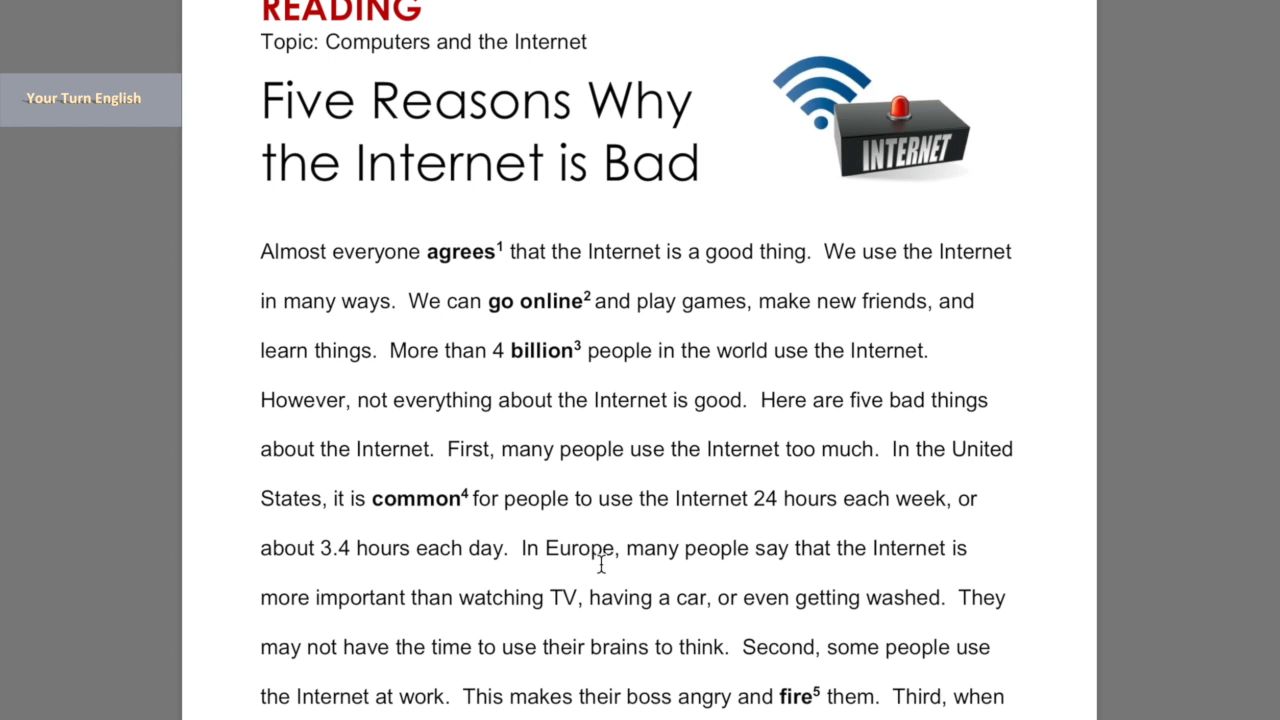 READING
Topic: Computers and the Internet
Your Turn English
Five Reasons Why
the Internet is Bad
INTERNET
Almost everyone agrees¹ that the Internet is a good thing. We use the Internet
in many ways. We can go online² and play games, make new friends, and
learn things. More than 4 billion³ people in the world use the Internet.
However, not everything about the Internet is good. Here are five bad things
about the Internet. First, many people use the Internet too much. In the United
States, it is common⁴ for people to use the Internet 24 hours each week, or
about 3.4 hours each day. In Europe, many people say that the Internet is
more important than watching TV, having a car, or even getting washed. They
may not have the time to use their brains to think. Second, some people use
the Internet at work. This makes their boss angry and fire⁵ them. Third, when